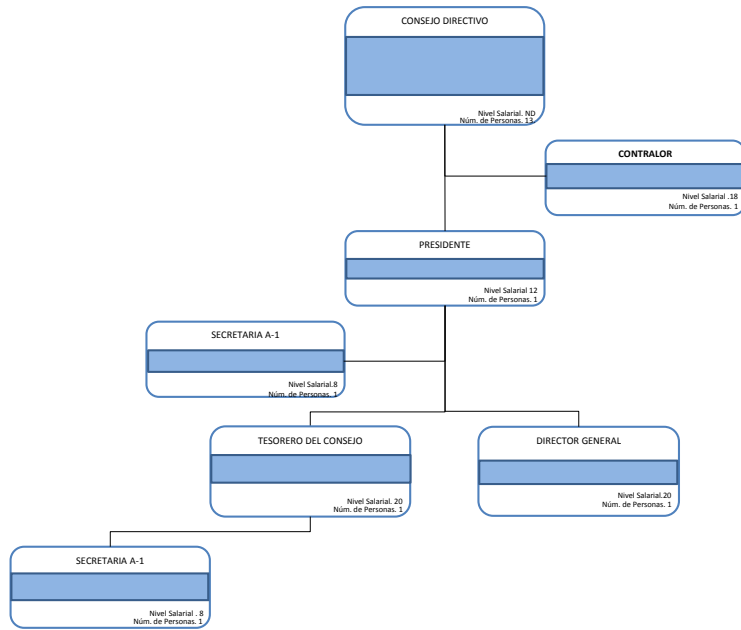 CONSEJO DIRECTIVO
Nivel Salarial. ND
Núm. de Personas. 13.
CONTRALOR
Nivel Salarial .18
Núm. de Personas. 1
PRESIDENTE
Nivel Salarial 12
Núm. de Personas. 1
SECRETARIA A-1
Nivel Salarial.8
Núm. de Personas. 1
TESORERO DEL CONSEJO
Nivel Salarial. 20
Núm. de Personas. 1
DIRECTOR GENERAL
Nivel Salarial.20
Núm. de Personas. 1
SECRETARIA A-1
Nivel Salarial . 8
Núm. de Personas. 1